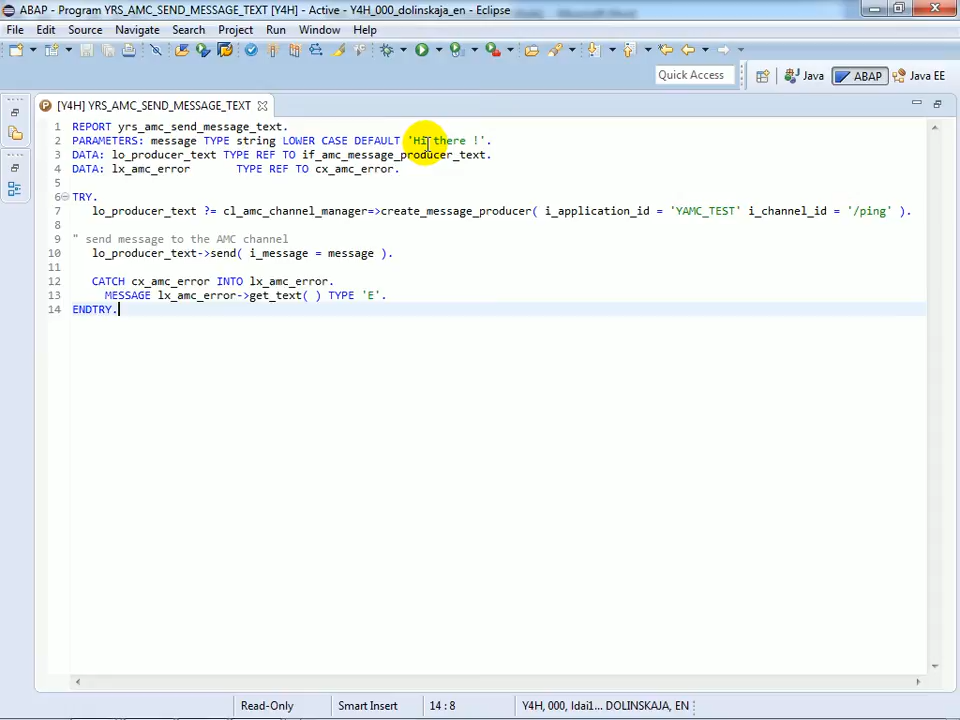 ABAP - Program YRS_AMC_SEND_MESSAGE_TEXT [Y4H] - Active - Y4H_000_dolinskaja_en - Eclipse
File Edit Source Navigate Search Project Run Window Help
Quick Access Java ABAP Java EE
[Y4H] YRS_AMC_SEND_MESSAGE_TEXT
1 REPORT yrs_amc_send_message_text.
2 PARAMETERS: message TYPE string LOWER CASE DEFAULT 'Hi there !'.
3 DATA: lo_producer_text TYPE REF TO if_amc_message_producer_text.
4 DATA: lx_amc_error TYPE REF TO cx_amc_error.
5
6 TRY.
7 lo_producer_text ?= cl_amc_channel_manager=>create_message_producer( i_application_id = 'YAMC_TEST' i_channel_id = '/ping' ).
8
9 " send message to the AMC channel
10 lo_producer_text->send( i_message = message ).
11
12 CATCH cx_amc_error INTO lx_amc_error.
13 MESSAGE lx_amc_error->get_text( ) TYPE 'E'.
14 ENDTRY.
Read-Only Smart Insert 14 : 8 Y4H, 000, ldai1... DOLINSKAJA, EN